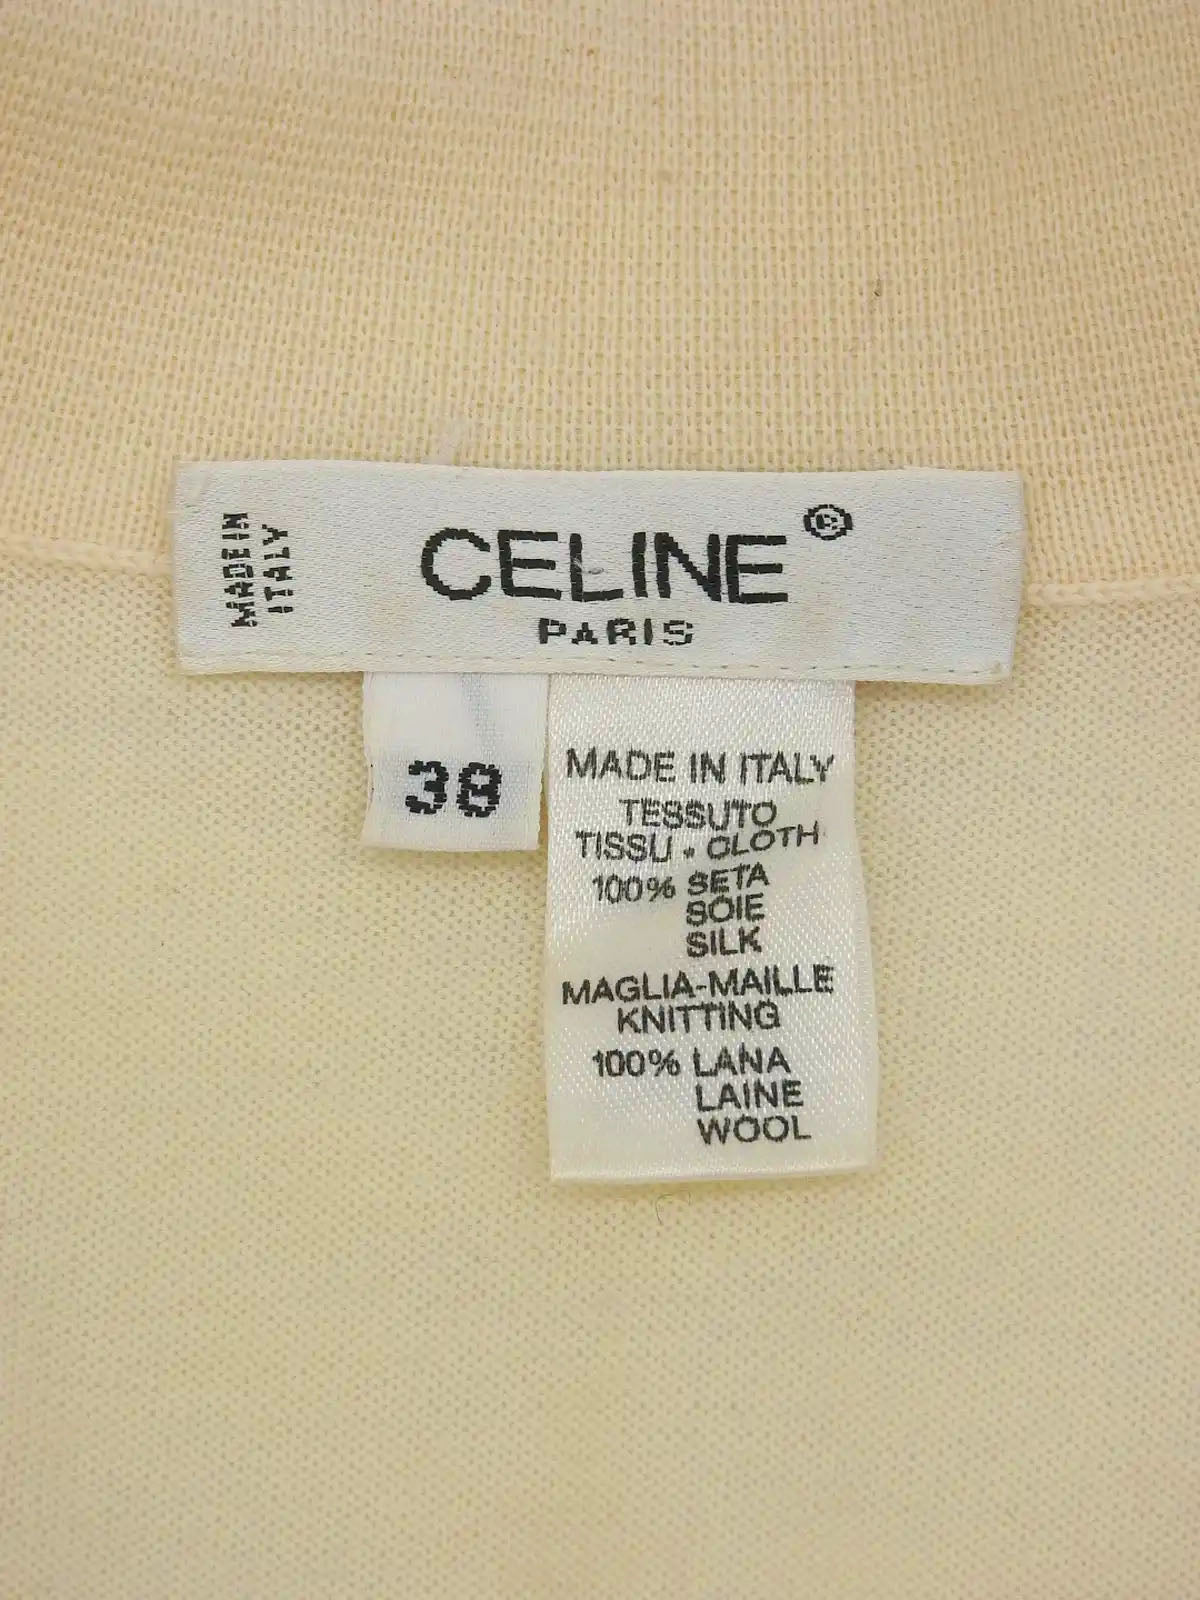 MADE IN
ITALY
CELINE®
PARIS
38
MADE IN ITALY
TESSUTO
TISSU • CLOTH
100% SETA
SOIE
SILK
MAGLIA-MAILLE
KNITTING
100% LANA
LAINE
WOOL